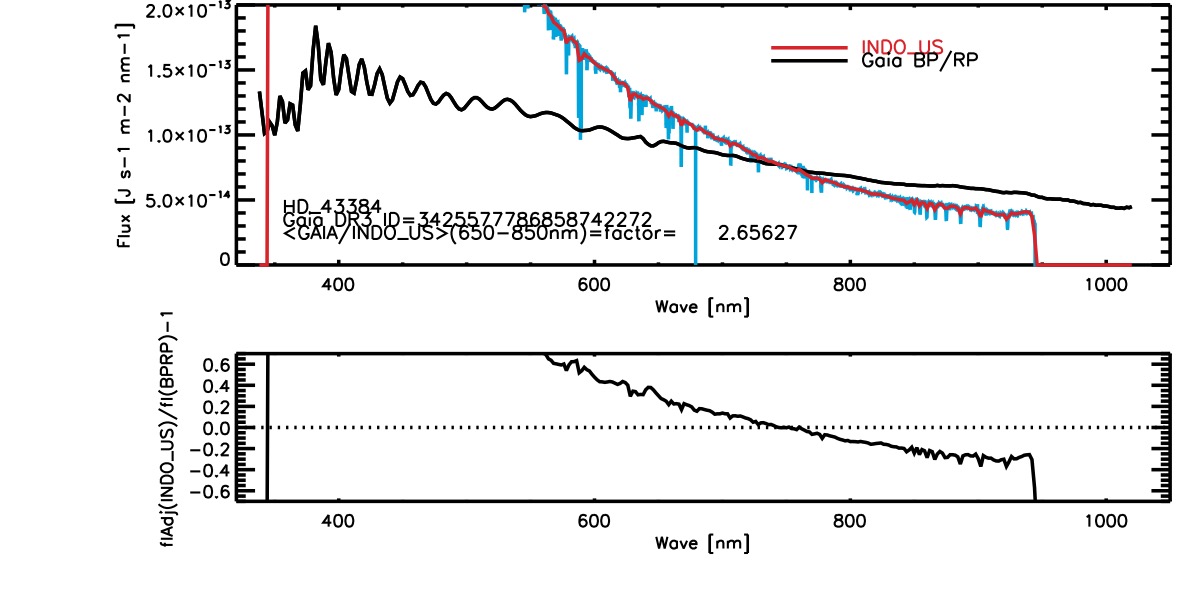 2.0×10⁻¹³
1.5×10⁻¹³
1.0×10⁻¹³
5.0×10⁻¹⁴
0
Flux [J s−1 m−2 nm−1]
INDO_US
Gaia BP/RP
HD_43384
Gaia DR3 ID=3425577786858742272
<GAIA/INDO_US>(650−850nm)=factor= 2.65627
400 600 800 1000
Wave [nm]
flAdj(INDO_US)/fl(BPRP)−1
0.6
0.4
0.2
0.0
−0.2
−0.4
−0.6
400 600 800 1000
Wave [nm]